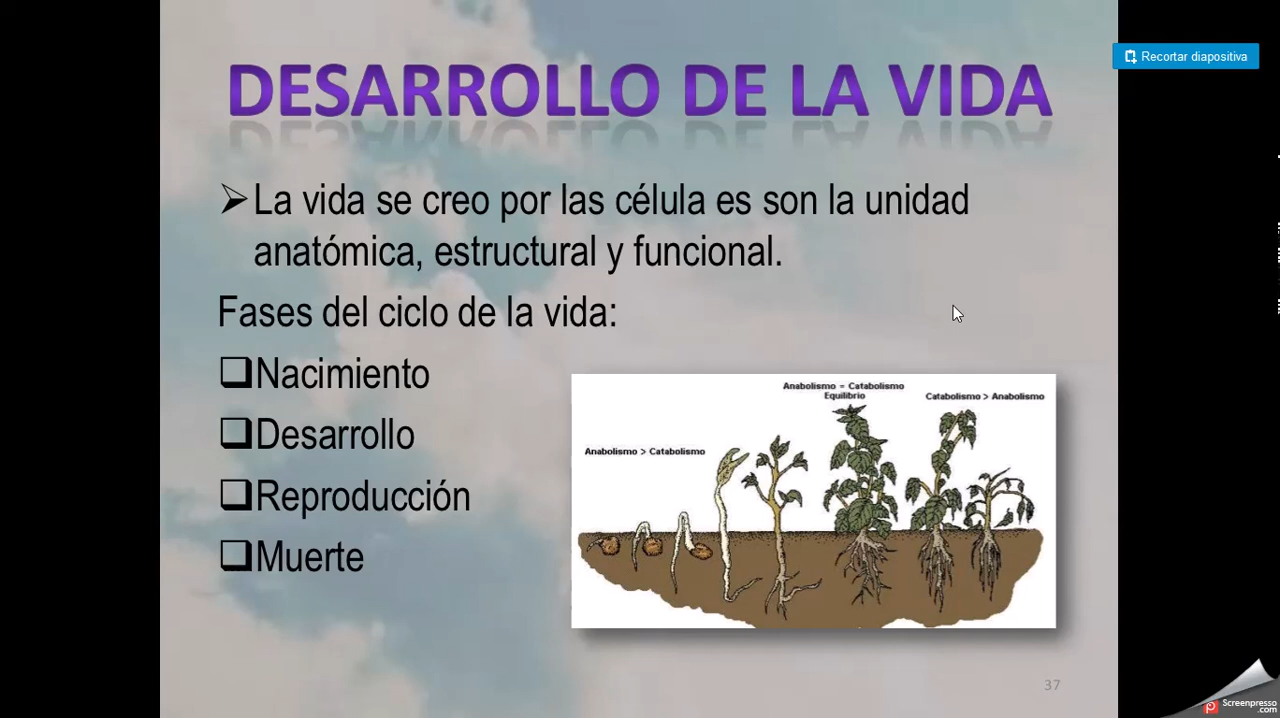 Recortar diapositiva
DESARROLLO DE LA VIDA
La vida se creo por las célula es son la unidad
anatómica, estructural y funcional.
Fases del ciclo de la vida:
Nacimiento
Desarrollo
Reproducción
Muerte
Anabolismo > Catabolismo
Anabolismo = Catabolismo
Equilibrio
Catabolismo > Anabolismo
37
Screenpresso
.com